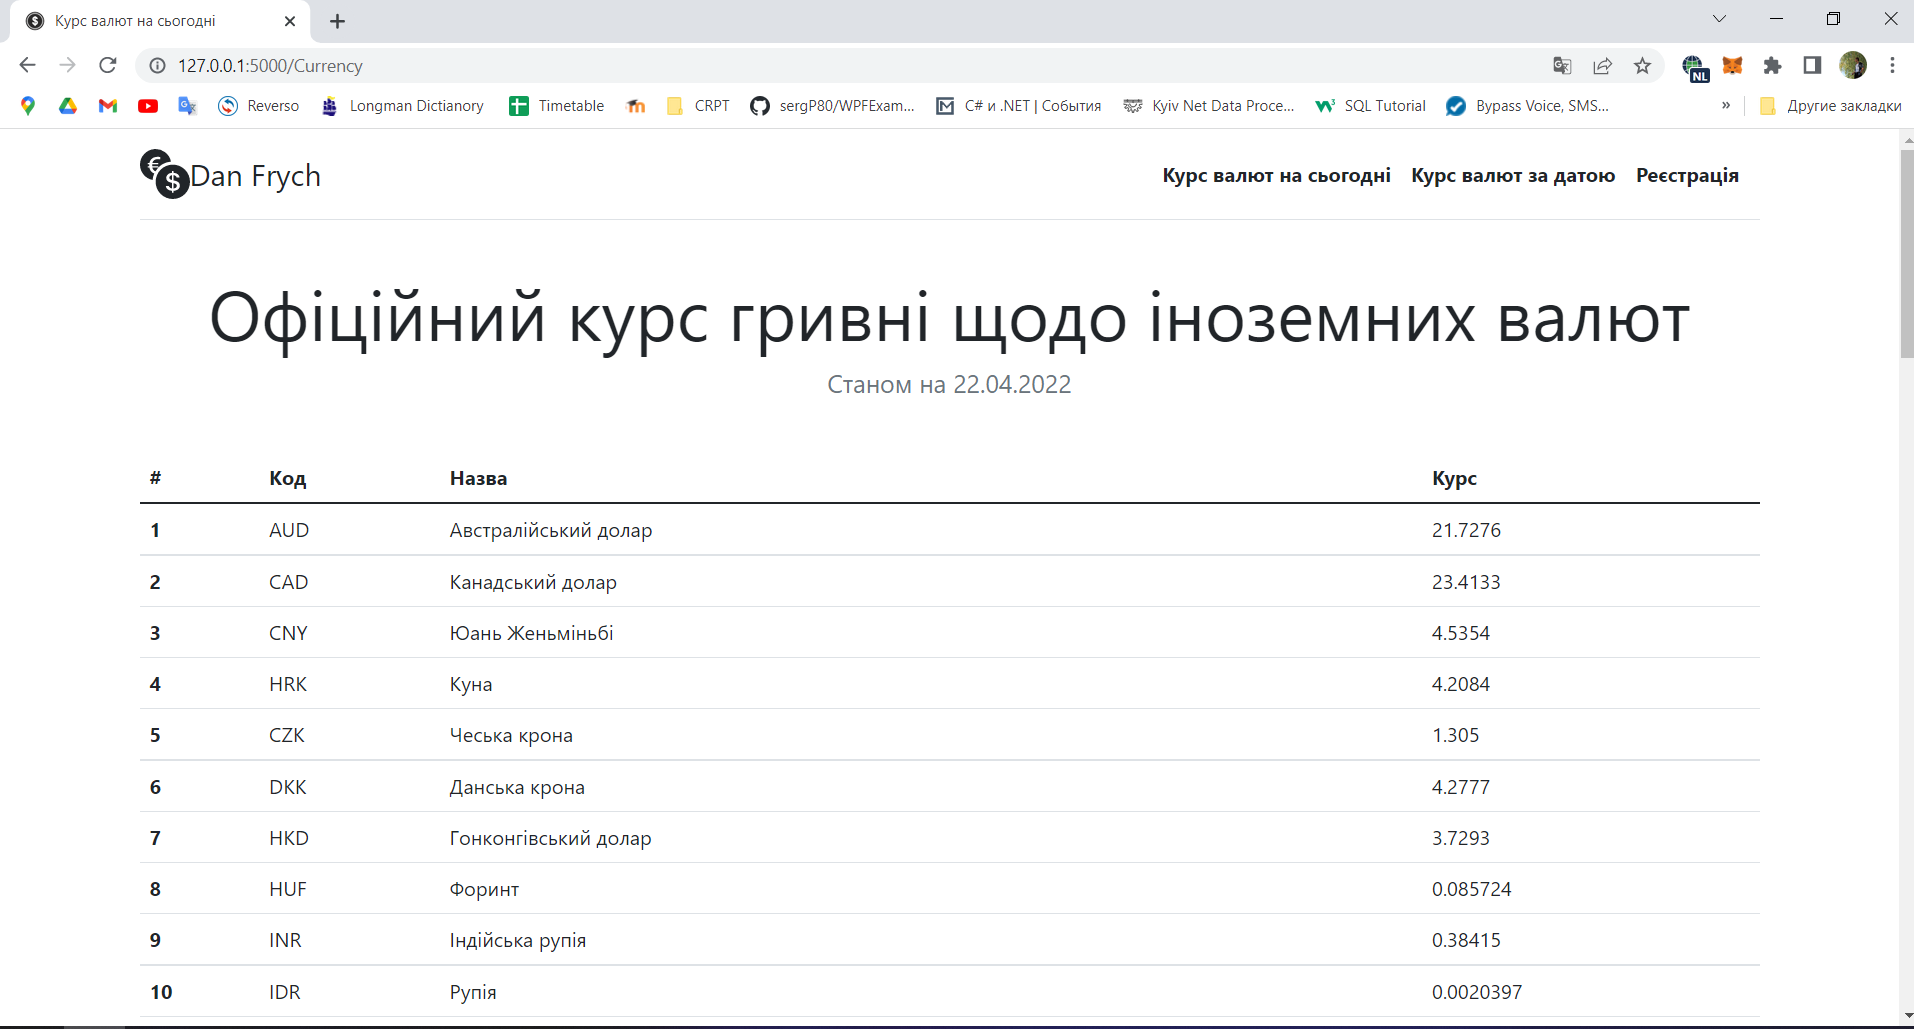 Курс валют на сьогодні
127.0.0.1:5000/Currency
NL
Reverso Longman Dictianory Timetable CRPT sergP80/WPFExam... C# и .NET | События Kyiv Net Data Proce... SQL Tutorial Bypass Voice, SMS... » Другие закладки
Dan Frych Курс валют на сьогодні Курс валют за датою Реєстрація
Офіційний курс гривні щодо іноземних валют
Станом на 22.04.2022
# Код Назва Курс
1 AUD Австралійський долар 21.7276
2 CAD Канадський долар 23.4133
3 CNY Юань Женьміньбі 4.5354
4 HRK Куна 4.2084
5 CZK Чеська крона 1.305
6 DKK Данська крона 4.2777
7 HKD Гонконгівський долар 3.7293
8 HUF Форинт 0.085724
9 INR Індійська рупія 0.38415
10 IDR Рупія 0.0020397